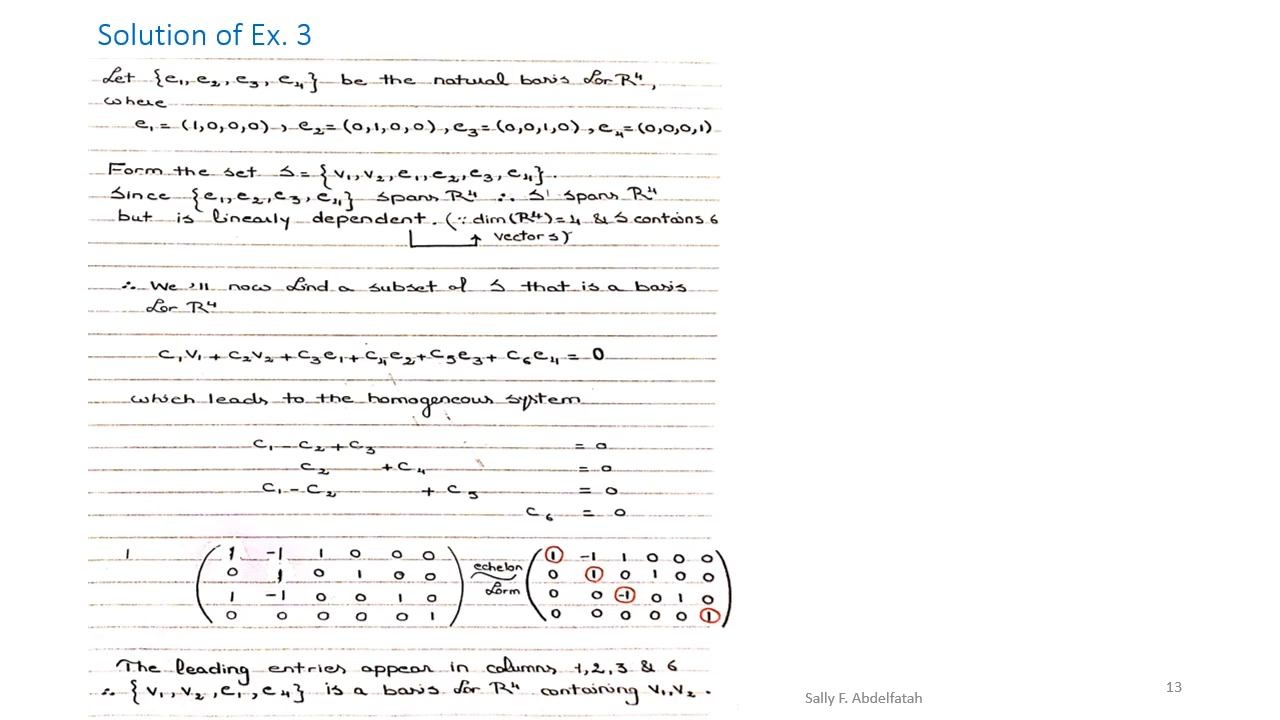 Solution of Ex. 3
Let {e₁, e₂, e₃, e₄} be the natural basis for R⁴,
where
e₁ = (1,0,0,0), e₂ = (0,1,0,0), e₃ = (0,0,1,0), e₄ = (0,0,0,1)
Form the set S = {v₁, v₂, e₁, e₂, e₃, e₄}.
Since {e₁, e₂, e₃, e₄} spans R⁴ ∴ S spans R⁴
but is linearly dependent. (∵ dim(R⁴) = 4 & S contains 6
vectors)
∴ We'll now find a subset of S that is a basis
for R⁴
c₁v₁ + c₂v₂ + c₃e₁ + c₄e₂ + c₅e₃ + c₆e₄ = 0
which leads to the homogeneous system
c₁ - c₂ + c₃ = 0
c₂ + c₄ = 0
c₁ - c₂ + c₅ = 0
c₆ = 0
1 -1 1 0 0 0 echelon 1 -1 1 0 0 0
0 1 0 1 0 0 form 0 1 0 1 0 0
1 -1 0 0 1 0 0 0 -1 0 1 0
0 0 0 0 0 1 0 0 0 0 0 1
The leading entries appear in columns 1, 2, 3 & 6
∴ {v₁, v₂, e₁, e₄} is a basis for R⁴ containing v₁, v₂.
Sally F. Abdelfatah
13